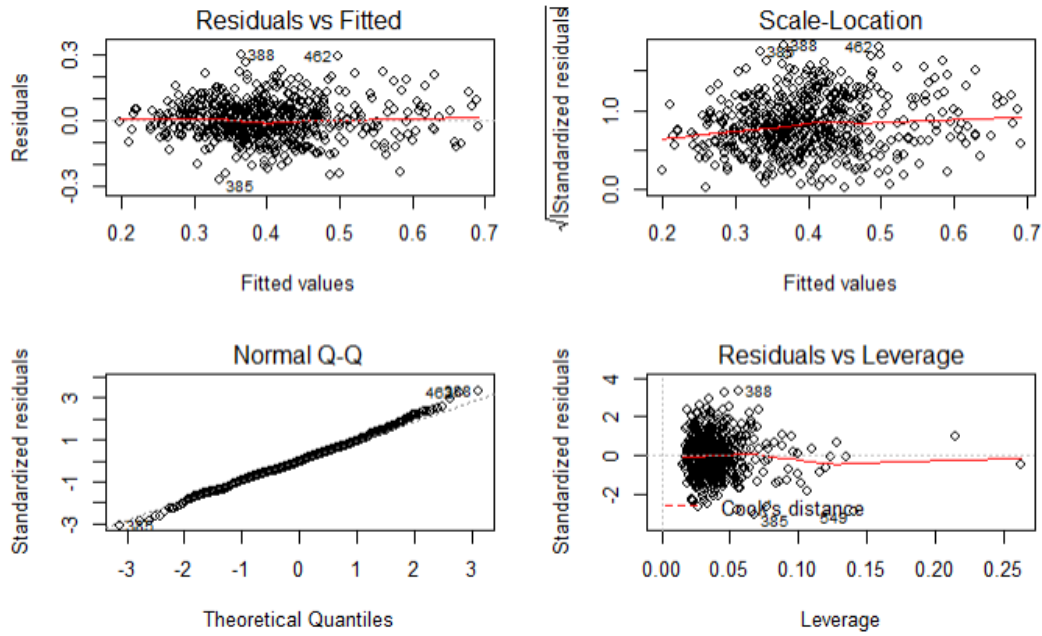 Residuals vs Fitted
Residuals
0.3
0.0
-0.3
388
462
385
0.2 0.3 0.4 0.5 0.6 0.7
Fitted values
Scale-Location
√|Standardized residuals|
1.0
0.0
388
462
0.2 0.3 0.4 0.5 0.6 0.7
Fitted values
Normal Q-Q
Standardized residuals
3
1
-1
-3
-3 -2 -1 0 1 2 3
Theoretical Quantiles
Residuals vs Leverage
Standardized residuals
4
2
0
-2
388
Cook's distance
385
549
0.00 0.05 0.10 0.15 0.20 0.25
Leverage